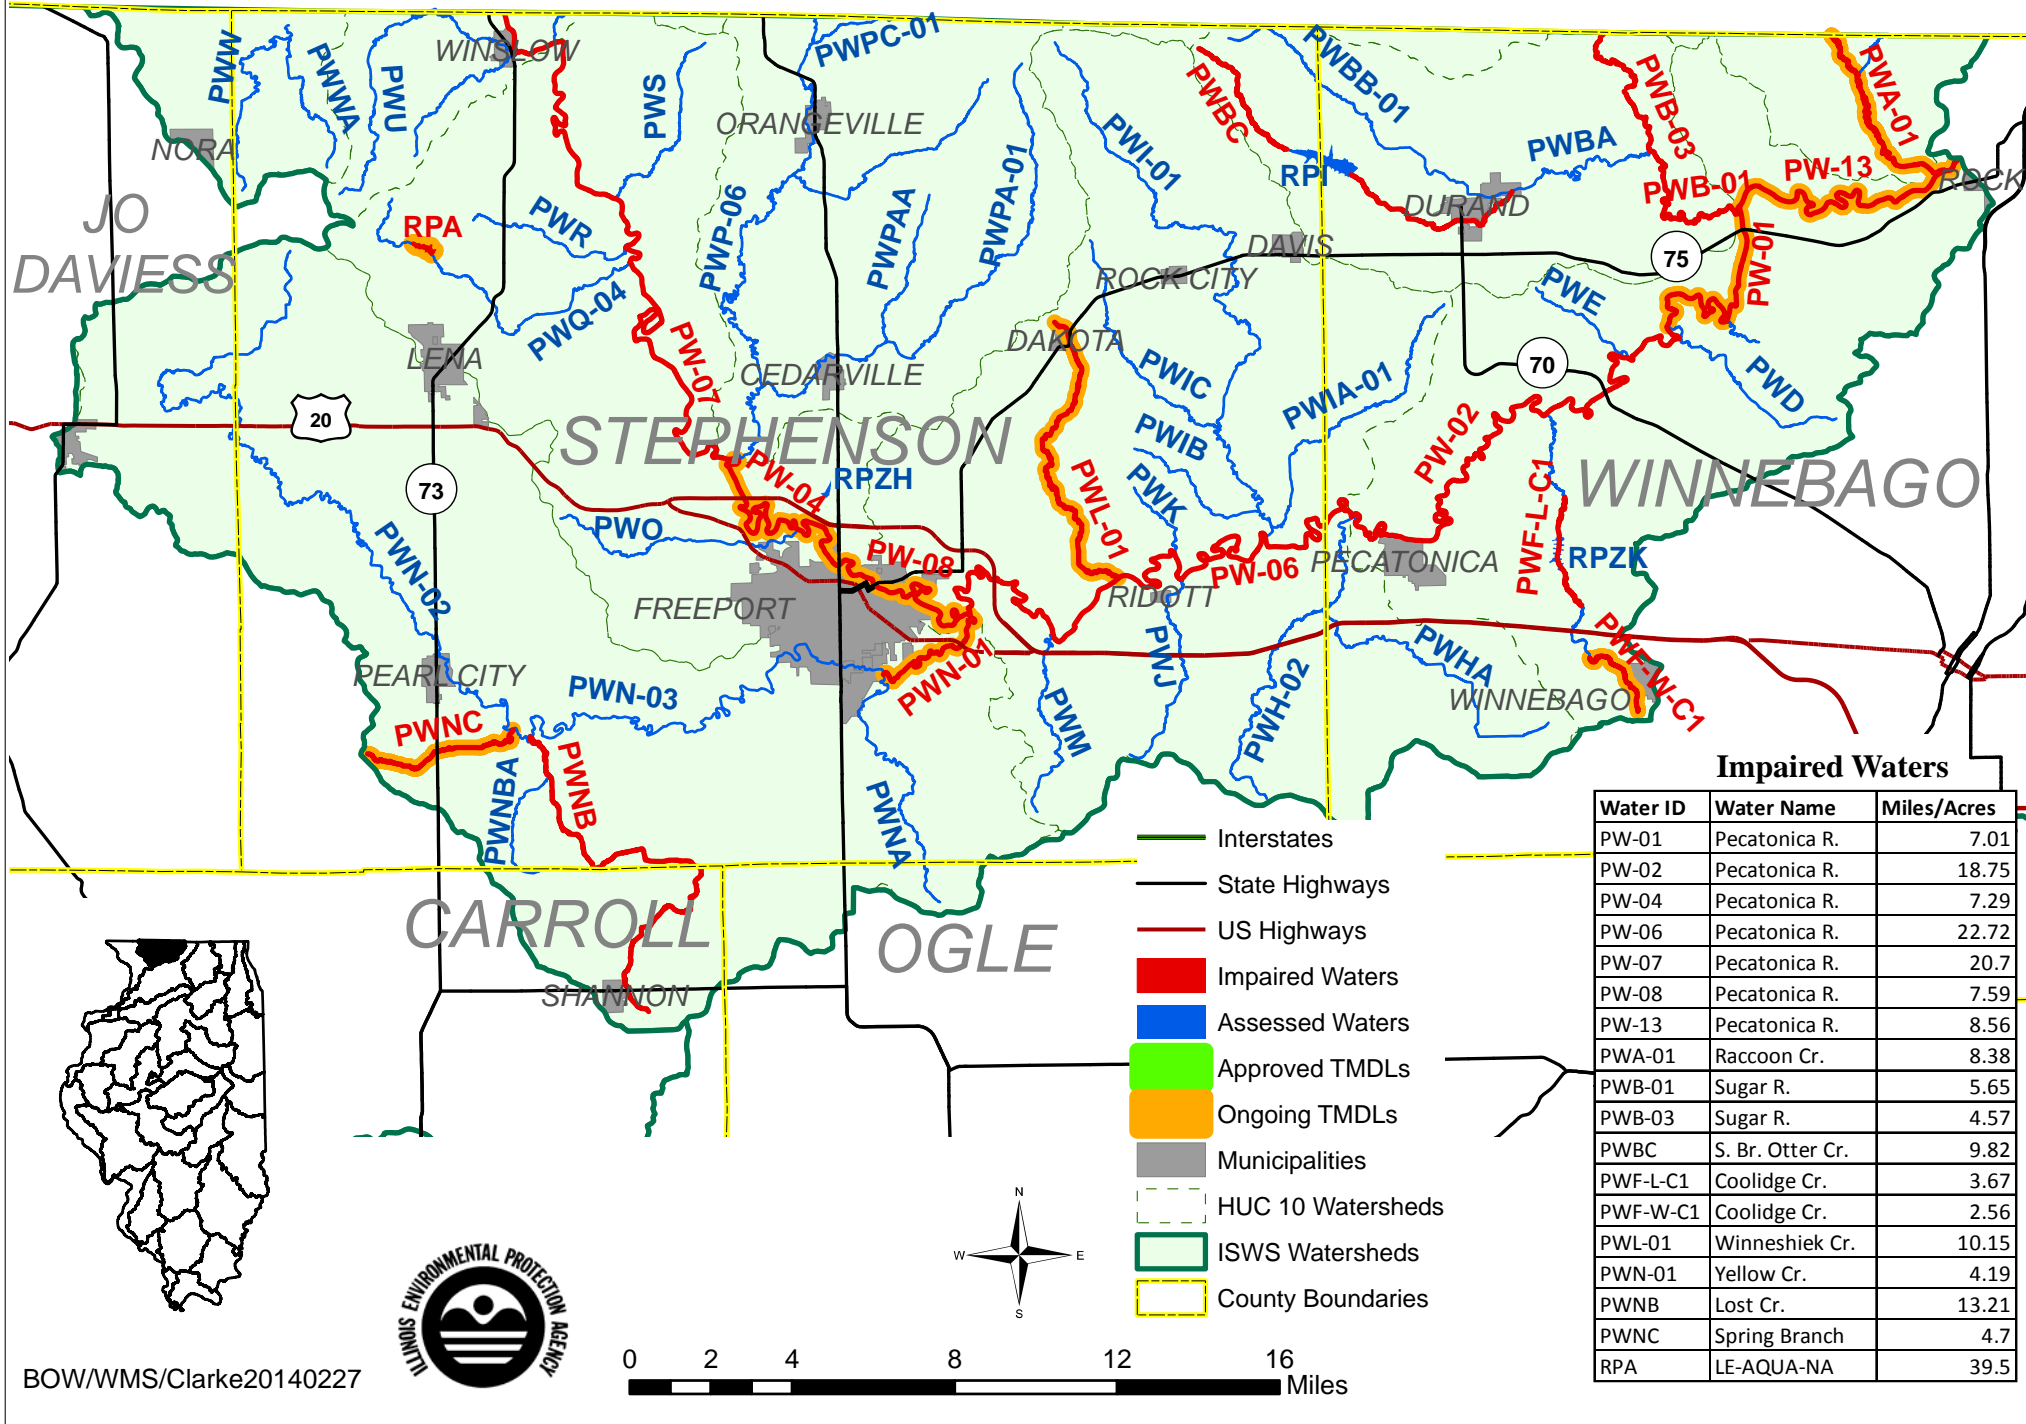 PWW
PWWA
PWU
WINSLOW
PWS
PWPC-01
ORANGEVILLE
NORA
JO
DAVIESS
RPA
PWR
PWQ-04
PWP-06
PWPAA
PWPA-01
PWI-01
PWBC
PWBB-01
RPI
PWBA
DURAND
PWB-03
PWB-01
PW-13
PWA-01
ROCK
DAVIS
ROCK CITY
75
PW-01
PWE
LENA
PW-07
CEDARVILLE
DAKOTA
PWIC
PWIA-01
70
PWD
20
STEPHENSON
PWIB
PW-02
73
PW-04
RPZH
PWL-01
PWK
WINNEBAGO
PWF-L-C1
PWO
PWN-02
PW-08
PW-06
PECATONICA
RPZK
FREEPORT
RIDOTT
PEARL CITY
PWN-03
PWN-01
PWJ
PWM
PWH-02
PWHA
WINNEBAGO
PWF-W-C1
PWNC
PWNBA
PWNB
PWNA
CARROLL
OGLE
SHANNON
Interstates
State Highways
US Highways
Impaired Waters
Assessed Waters
Approved TMDLs
Ongoing TMDLs
Municipalities
HUC 10 Watersheds
ISWS Watersheds
County Boundaries
Impaired Waters
Water ID Water Name Miles/Acres
PW-01 Pecatonica R. 7.01
PW-02 Pecatonica R. 18.75
PW-04 Pecatonica R. 7.29
PW-06 Pecatonica R. 22.72
PW-07 Pecatonica R. 20.7
PW-08 Pecatonica R. 7.59
PW-13 Pecatonica R. 8.56
PWA-01 Raccoon Cr. 8.38
PWB-01 Sugar R. 5.65
PWB-03 Sugar R. 4.57
PWBC S. Br. Otter Cr. 9.82
PWF-L-C1 Coolidge Cr. 3.67
PWF-W-C1 Coolidge Cr. 2.56
PWL-01 Winneshiek Cr. 10.15
PWN-01 Yellow Cr. 4.19
PWNB Lost Cr. 13.21
PWNC Spring Branch 4.7
RPA LE-AQUA-NA 39.5
N
W E
S
ILLINOIS ENVIRONMENTAL PROTECTION AGENCY
0 2 4 8 12 16
Miles
BOW/WMS/Clarke20140227